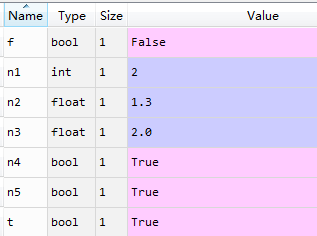 Name Type Size Value
f bool 1 False
n1 int 1 2
n2 float 1 1.3
n3 float 1 2.0
n4 bool 1 True
n5 bool 1 True
t bool 1 True